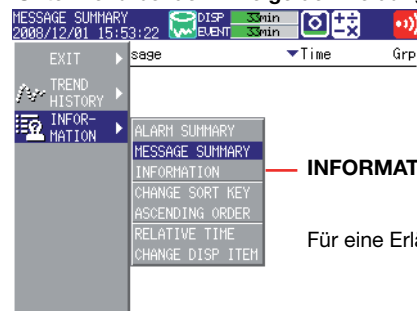 MESSAGE SUMMARY
2008/12/01 15:53:22
DISP 33min
EVENT 33min
sage ▼Time Grp
EXIT
TREND
HISTORY
INFOR-
MATION
ALARM SUMMARY
MESSAGE SUMMARY
INFORMATION
CHANGE SORT KEY
ASCENDING ORDER
RELATIVE TIME
CHANGE DISP ITEM
INFORMAT
Für eine Erl